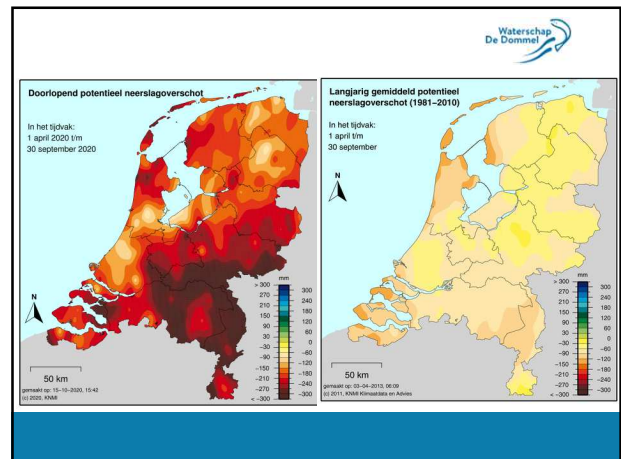 Waterschap
De Dommel
Doorlopend potentieel neerslagoverschot
In het tijdvak:
1 april 2020 t/m
30 september 2020
N
50 km
gemaakt op: 15-10-2020, 15:42
(c) 2020, KNMI
mm
> 300
270
210
150
90
30
-30
-90
-150
-210
-270
< -300
300
240
180
120
60
0
-60
-120
-180
-240
-300
Langjarig gemiddeld potentieel
neerslagoverschot (1981-2010)
In het tijdvak:
1 april t/m
30 september
N
50 km
gemaakt op: 03-04-2013, 06:09
(c) 2011, KNMI Klimaatdata en Advies
mm
> 300
270
210
150
90
30
-30
-90
-150
-210
-270
< -300
300
240
180
120
60
0
-60
-120
-180
-240
-300